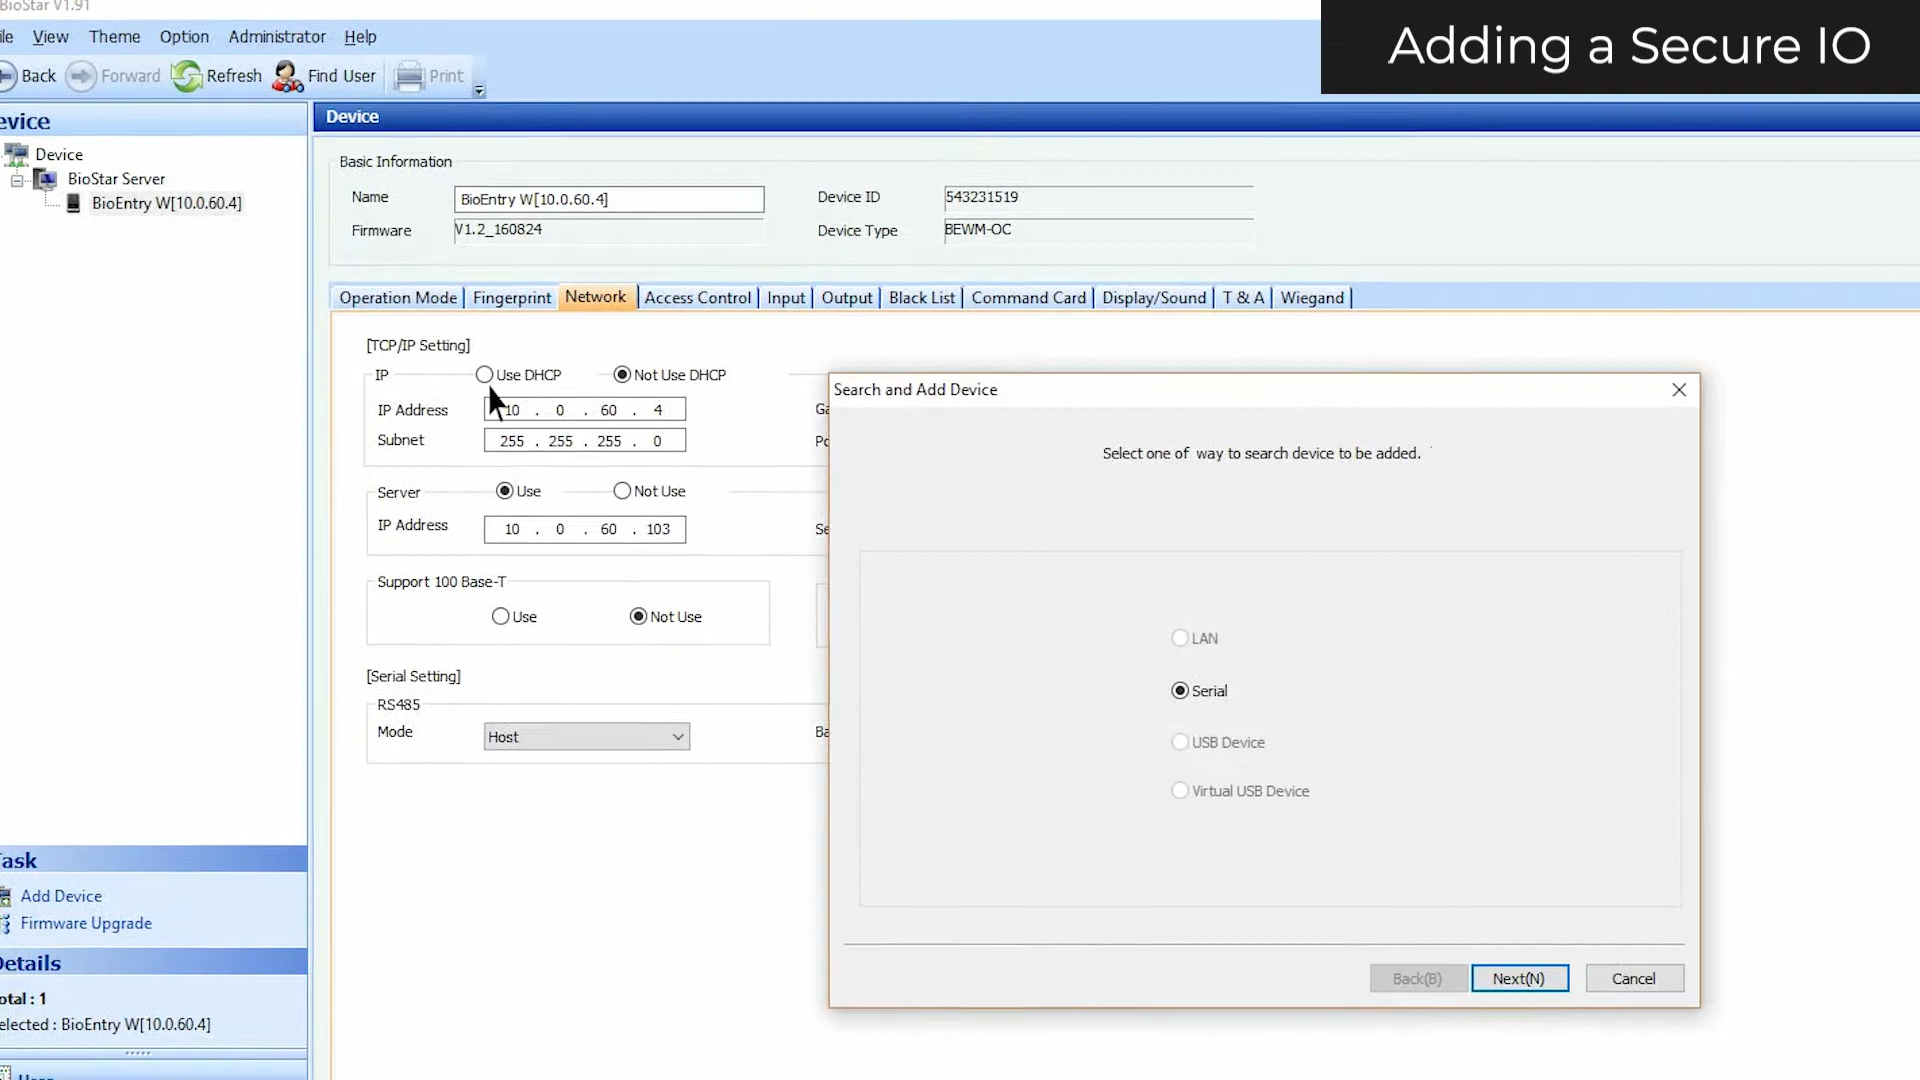 BioStar V1.91
Adding a Secure IO
ile View Theme Option Administrator Help
Back Forward Refresh Find User Print
evice
Device
Device
BioStar Server
BioEntry W[10.0.60.4]
Basic Information
Name BioEntry W[10.0.60.4] Device ID 543231519
Firmware V1.2_160824 Device Type BEWM-OC
Operation Mode Fingerprint Network Access Control Input Output Black List Command Card Display/Sound T & A Wiegand
[TCP/IP Setting]
IP Use DHCP Not Use DHCP
IP Address 10 . 0 . 60 . 4 Ga
Subnet 255 . 255 . 255 . 0 Po
Server Use Not Use
IP Address 10 . 0 . 60 . 103 Se
Support 100 Base-T
Use Not Use
[Serial Setting]
RS485
Mode Host Ba
Search and Add Device
Select one of way to search device to be added.
LAN
Serial
USB Device
Virtual USB Device
Back(B) Next(N) Cancel
Task
Add Device
Firmware Upgrade
Details
otal : 1
elected : BioEntry W[10.0.60.4]